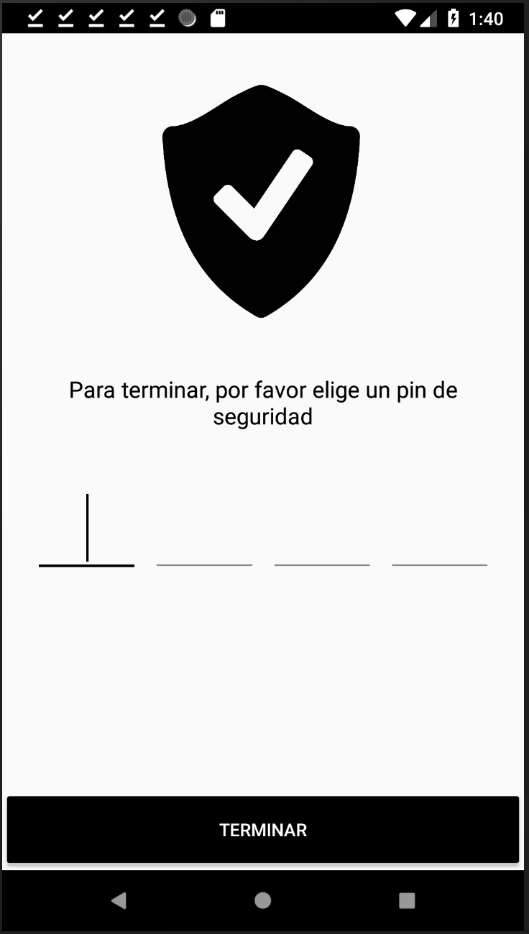 1:40
Para terminar, por favor elige un pin de
seguridad
TERMINAR